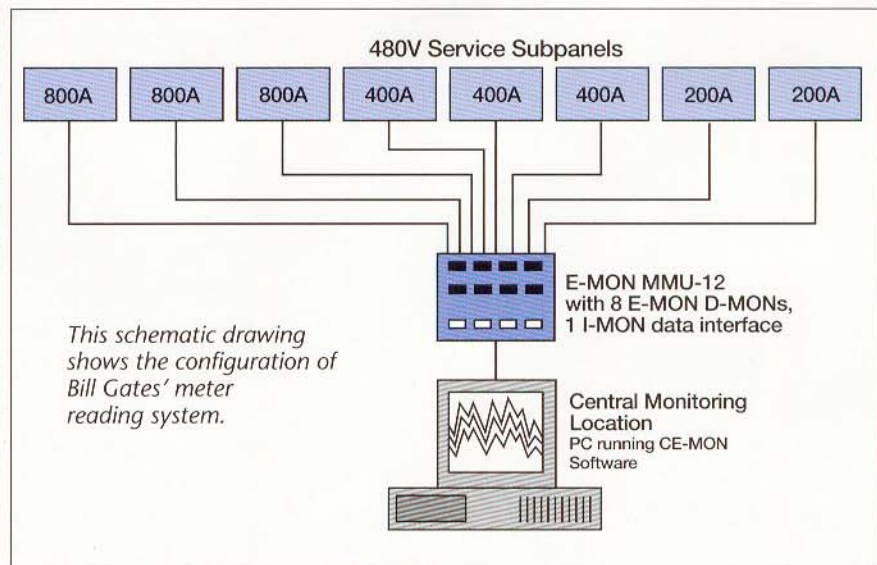 480V Service Subpanels
800A 800A 800A 400A 400A 400A 200A 200A
E-MON MMU-12
with 8 E-MON D-MONs,
1 I-MON data interface
This schematic drawing
shows the configuration of
Bill Gates' meter
reading system.
Central Monitoring
Location
PC running CE-MON
Software